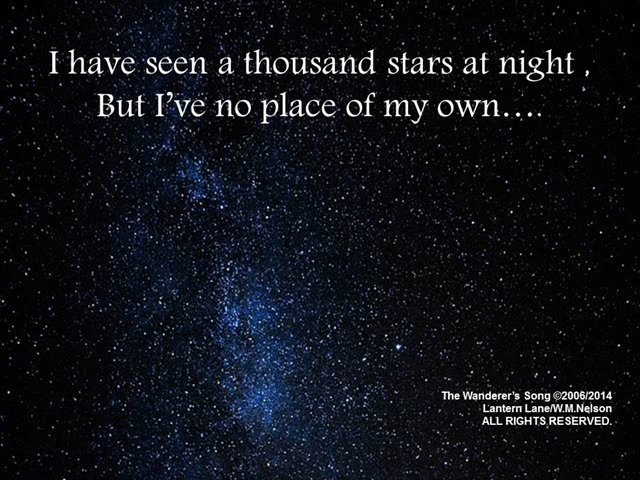 I have seen a thousand stars at night ,
But I've no place of my own….
The Wanderer's Song ©2006/2014
Lantern Lane/W.M.Nelson
ALL RIGHTS RESERVED.